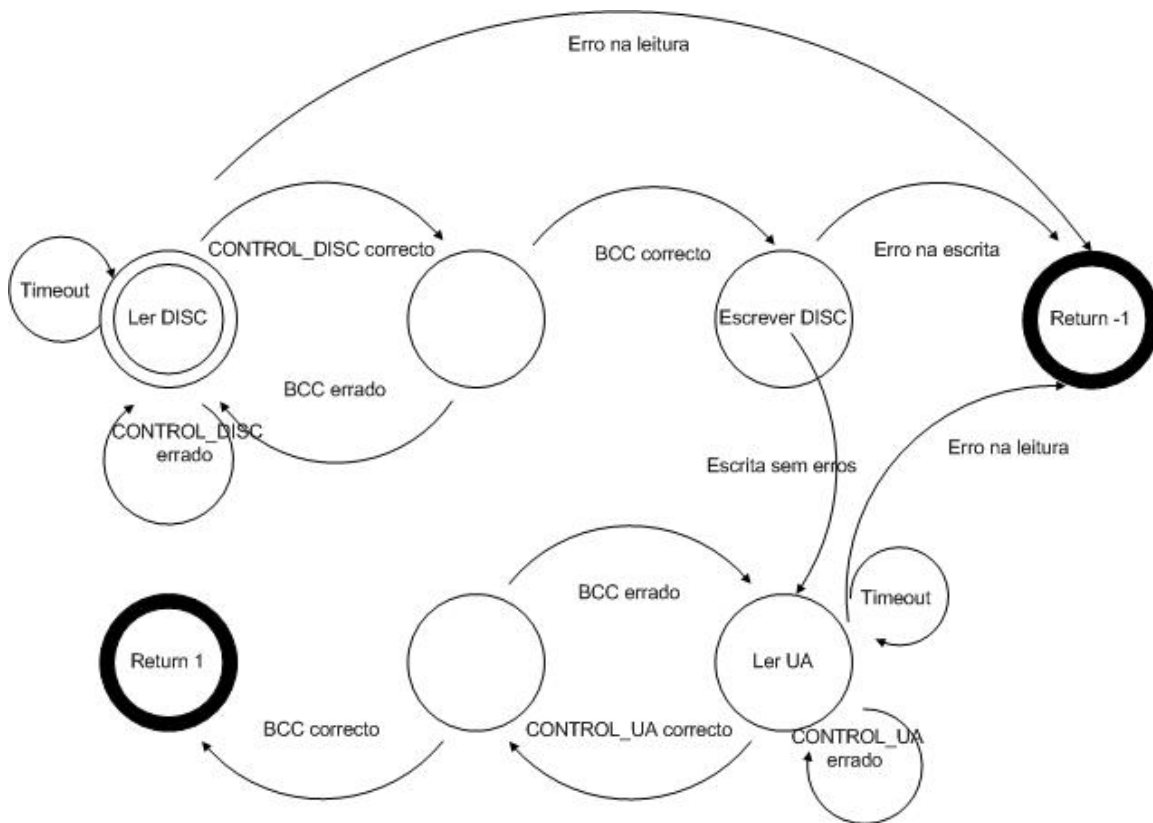 Erro na leitura
CONTROL_DISC correcto
BCC correcto
Erro na escrita
Timeout
Ler DISC
Escrever DISC
Return -1
BCC errado
CONTROL_DISC
errado
Escrita sem erros
Erro na leitura
BCC errado
Timeout
Return 1
Ler UA
BCC correcto
CONTROL_UA correcto
CONTROL_UA
errado